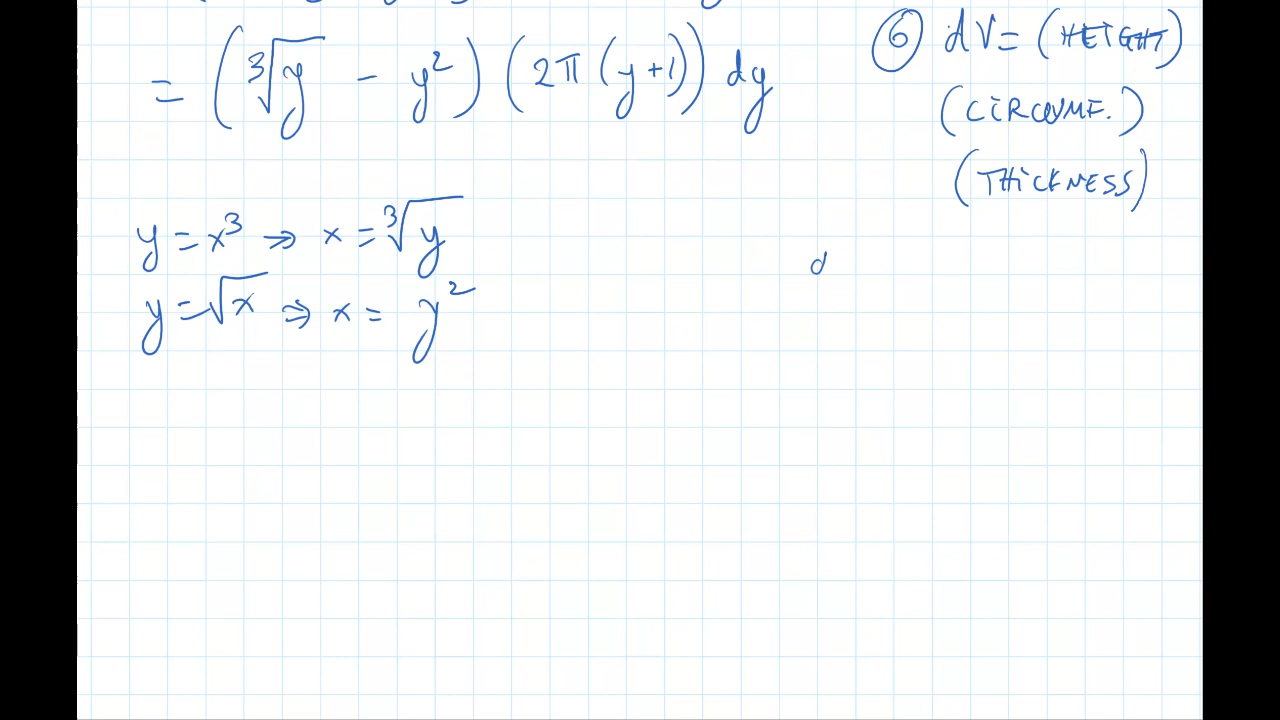 = (∛y − y²) (2π (y+1)) dy
⑥ dV = (HEIGHT)
(CIRCUMF.)
(THICKNESS)
y = x³ ⇒ x = ∛y
y = √x ⇒ x = y²
d